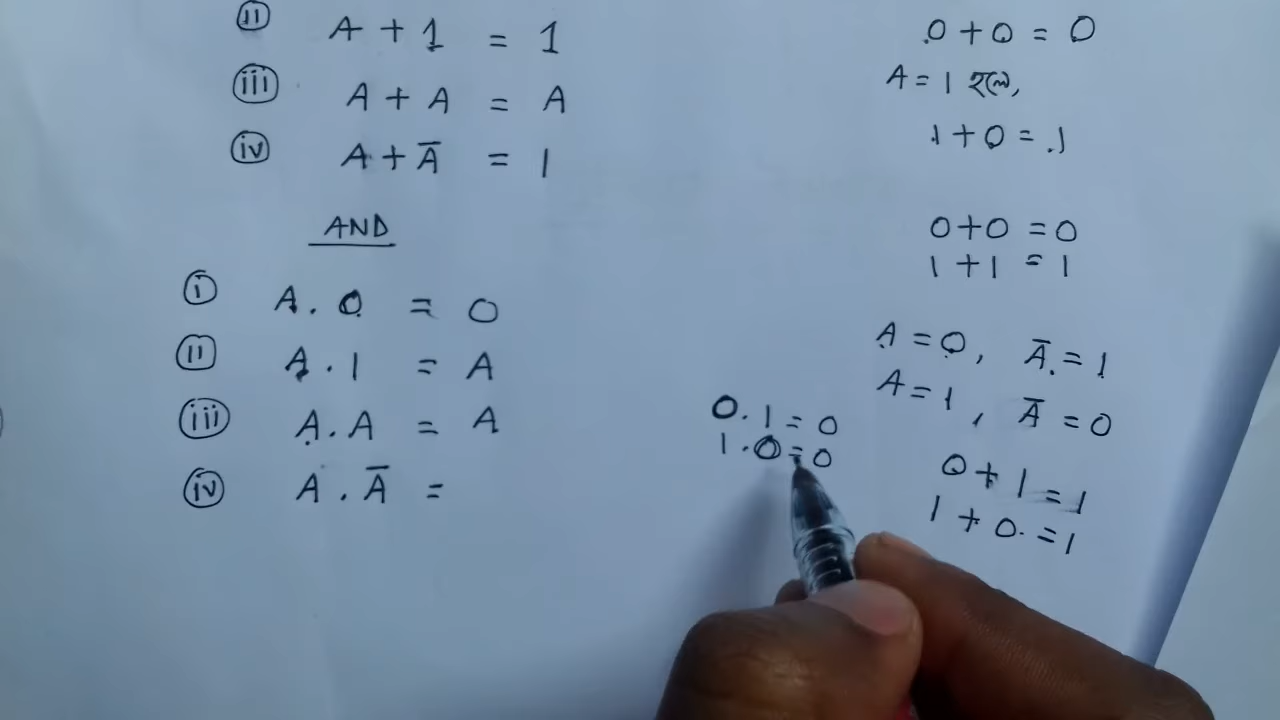 ii A + 1 = 1
iii A + A = A
iv A + Ā = 1
AND
i A . 0 = 0
ii A . 1 = A
iii A . A = A
iv A . Ā =
0 . 1 = 0
1 . 0 = 0
0 + 0 = 0
A = 1 হলে,
1 + 0 = 1
0 + 0 = 0
1 + 1 = 1
A = 0, Ā = 1
A = 1, Ā = 0
0 + 1 = 1
1 + 0 = 1